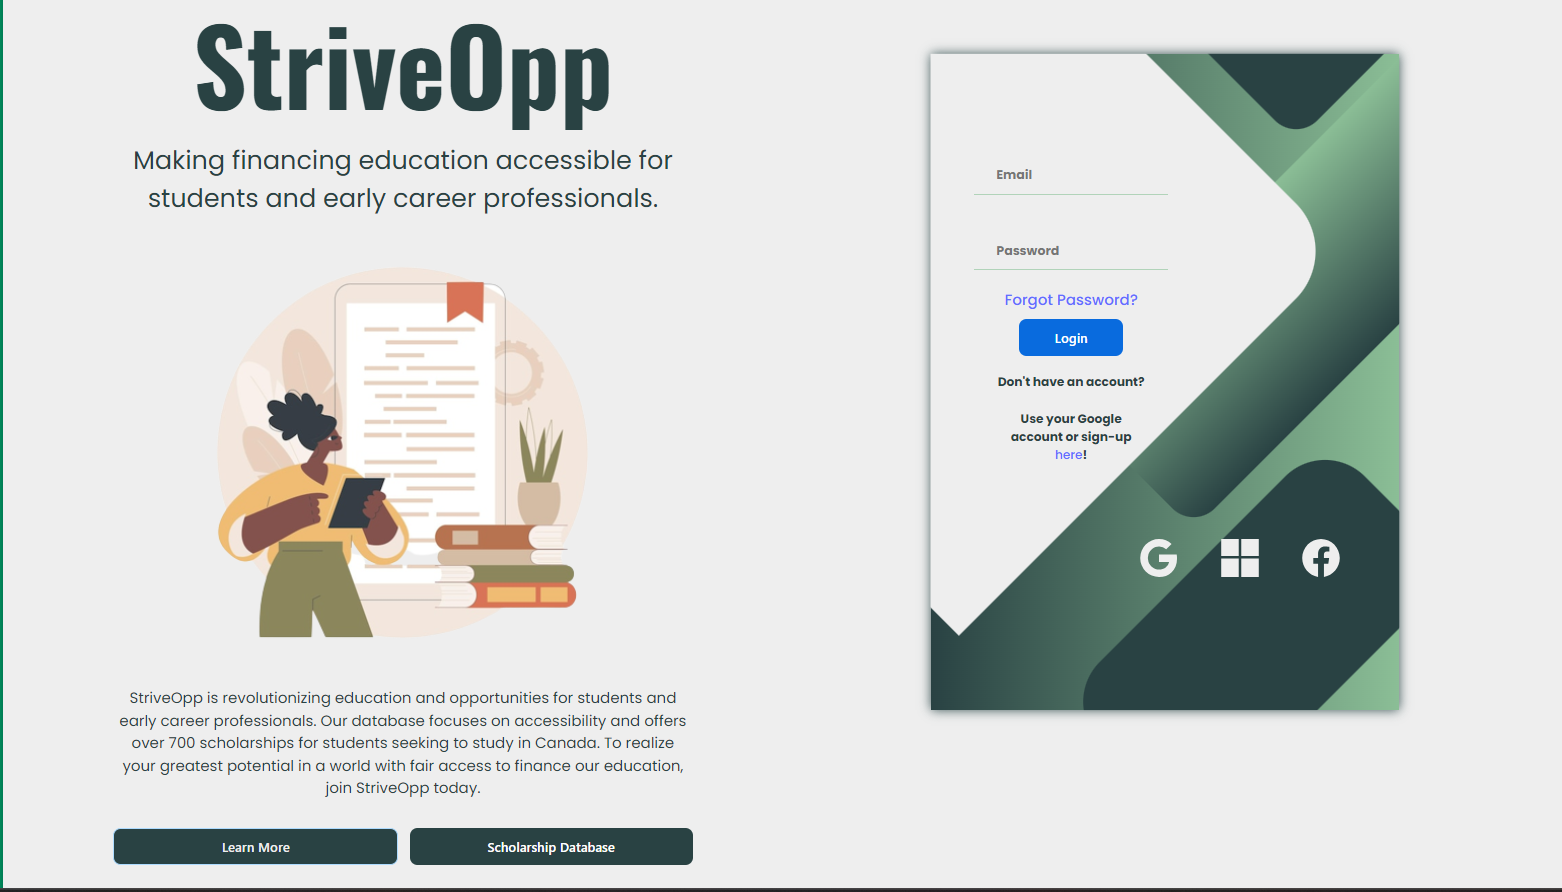 StriveOpp
Making financing education accessible for
students and early career professionals.
StriveOpp is revolutionizing education and opportunities for students and
early career professionals. Our database focuses on accessibility and offers
over 700 scholarships for students seeking to study in Canada. To realize
your greatest potential in a world with fair access to finance our education,
join StriveOpp today.
Learn More
Scholarship Database
Email
Password
Forgot Password?
Login
Don't have an account?
Use your Google
account or sign-up
here!